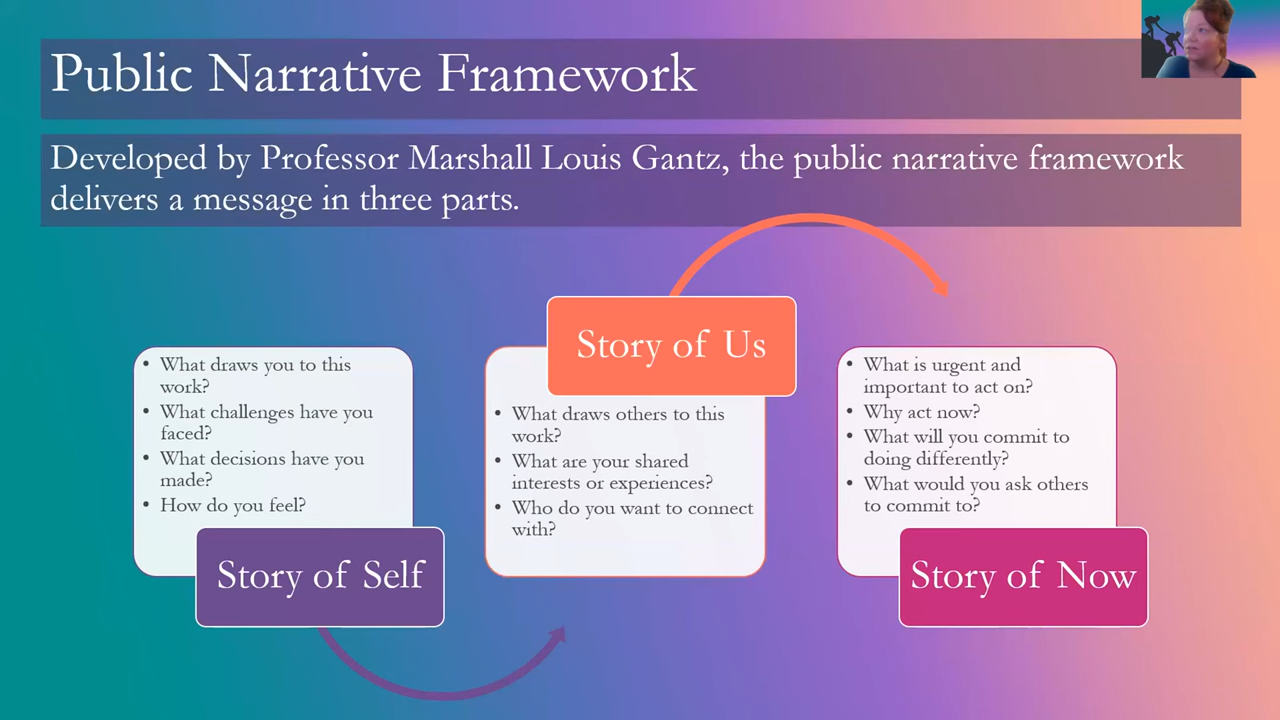 Public Narrative Framework
Developed by Professor Marshall Louis Gantz, the public narrative framework
delivers a message in three parts.
• What draws you to this
work?
• What challenges have you
faced?
• What decisions have you
made?
• How do you feel?
Story of Self
Story of Us
• What draws others to this
work?
• What are your shared
interests or experiences?
• Who do you want to connect
with?
• What is urgent and
important to act on?
• Why act now?
• What will you commit to
doing differently?
• What would you ask others
to commit to?
Story of Now